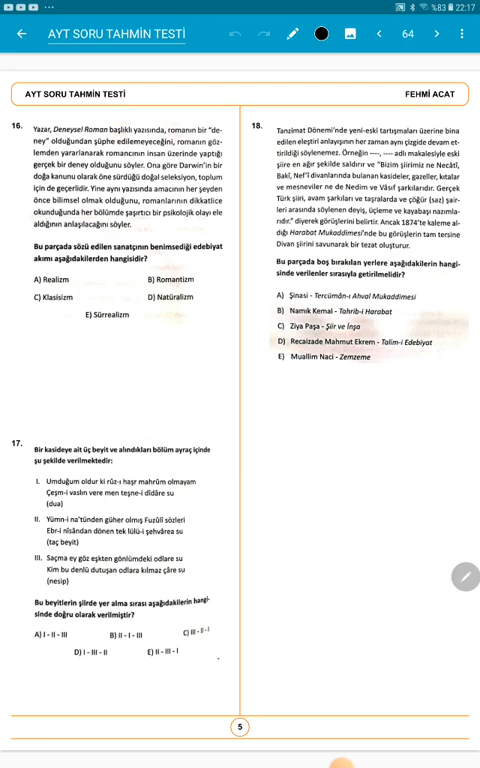 %83 22:17
AYT SORU TAHMİN TESTİ
64
AYT SORU TAHMİN TESTİ
FEHMİ ACAT
16. Yazar, Deneysel Roman başlıklı yazısında, romanın bir "de-
ney" olduğundan şüphe edilemeyeceğini, romanın göz-
lemden yararlanarak romancının insan üzerinde yaptığı
gerçek bir deney olduğunu söyler. Ona göre Darwin'in bir
doğa kanunu olarak öne sürdüğü doğal seleksiyon, toplum
için de geçerlidir. Yine aynı yazısında amacının her şeyden
önce bilimsel olmak olduğunu, romanlarının dikkatlice
okunduğunda her bölümde şaşırtıcı bir psikolojik olayı ele
aldığının anlaşılacağını söyler.
Bu parçada sözü edilen sanatçının benimsediği edebiyat
akımı aşağıdakilerden hangisidir?
A) Realizm
B) Romantizm
C) Klasisizm
D) Natüralizm
E) Sürrealizm
17. Bir kasideye ait üç beyit ve alındıkları bölüm ayraç içinde
şu şekilde verilmektedir:
I. Umduğum oldur ki rûz-ı haşr mahrûm olmayam
Çeşm-i vaslın vere men teşne-i dîdâre su
(dua)
II. Yümn-i na'tünden güher olmış Fuzûlî sözleri
Ebr-i nîsândan dönen tek lülü-i şehvâra su
(taç beyit)
III. Saçma ey göz eşkten gönlümdeki odlare su
Kim bu denlü dutuşan odlara kılmaz çâre su
(nesip)
Bu beyitlerin şiirde yer alma sırası aşağıdakilerin hangi-
sinde doğru olarak verilmiştir?
A) I - II - III
B) II - I - III
C) III - II - I
D) I - III - II
E) II - III - I
18. Tanzimat Dönemi'nde yeni-eski tartışmaları üzerine bina
edilen eleştiri anlayışının her zaman aynı çizgide devam et-
tirildiği söylenemez. Örneğin ----, ---- adlı makalesiyle eski
şiire en ağır şekilde saldırır ve "Bizim şiirimiz ne Necâtî,
Bakî, Nef'î divanlarında bulunan kasideler, gazeller, kıtalar
ve mesneviler ne de Nedim ve Vâsıf şarkılarıdır. Gerçek
Türk şiiri, avam şarkıları ve taşralarda ve çöğür (saz) şair-
leri arasında söylenen deyiş, üçleme ve kayabaşı nazımla-
rıdır." diyerek görüşlerini belirtir. Ancak 1874'te kaleme al-
dığı Harabat Mukaddimesi'nde bu görüşlerin tam tersine
Divan şiirini savunarak bir tezat oluşturur.
Bu parçada boş bırakılan yerlere aşağıdakilerin hangi-
sinde verilenler sırasıyla getirilmelidir?
A) Şinasi - Tercümân-ı Ahval Mukaddimesi
B) Namık Kemal - Tahrib-i Harabat
C) Ziya Paşa - Şiir ve İnşa
D) Recaizade Mahmut Ekrem - Talim-i Edebiyat
E) Muallim Naci - Zemzeme
5